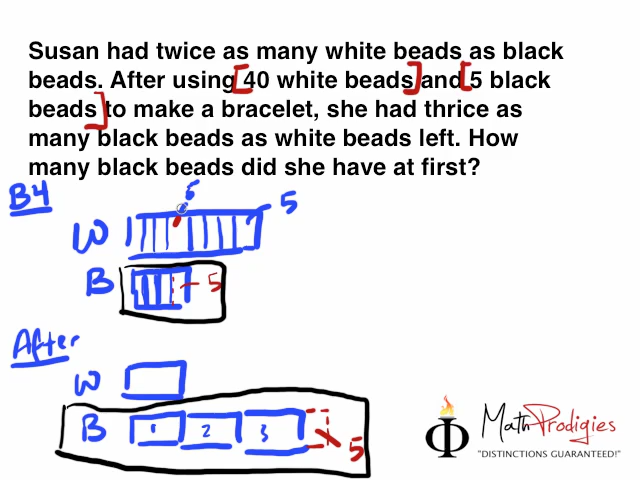 Susan had twice as many white beads as black
beads. After using [40 white beads] and [5 black
beads] to make a bracelet, she had thrice as
many black beads as white beads left. How
many black beads did she have at first?
B4
5
5
W
B
5
After
W
B 1 2 3
5
Math Prodigies
"DISTINCTIONS GUARANTEED!"